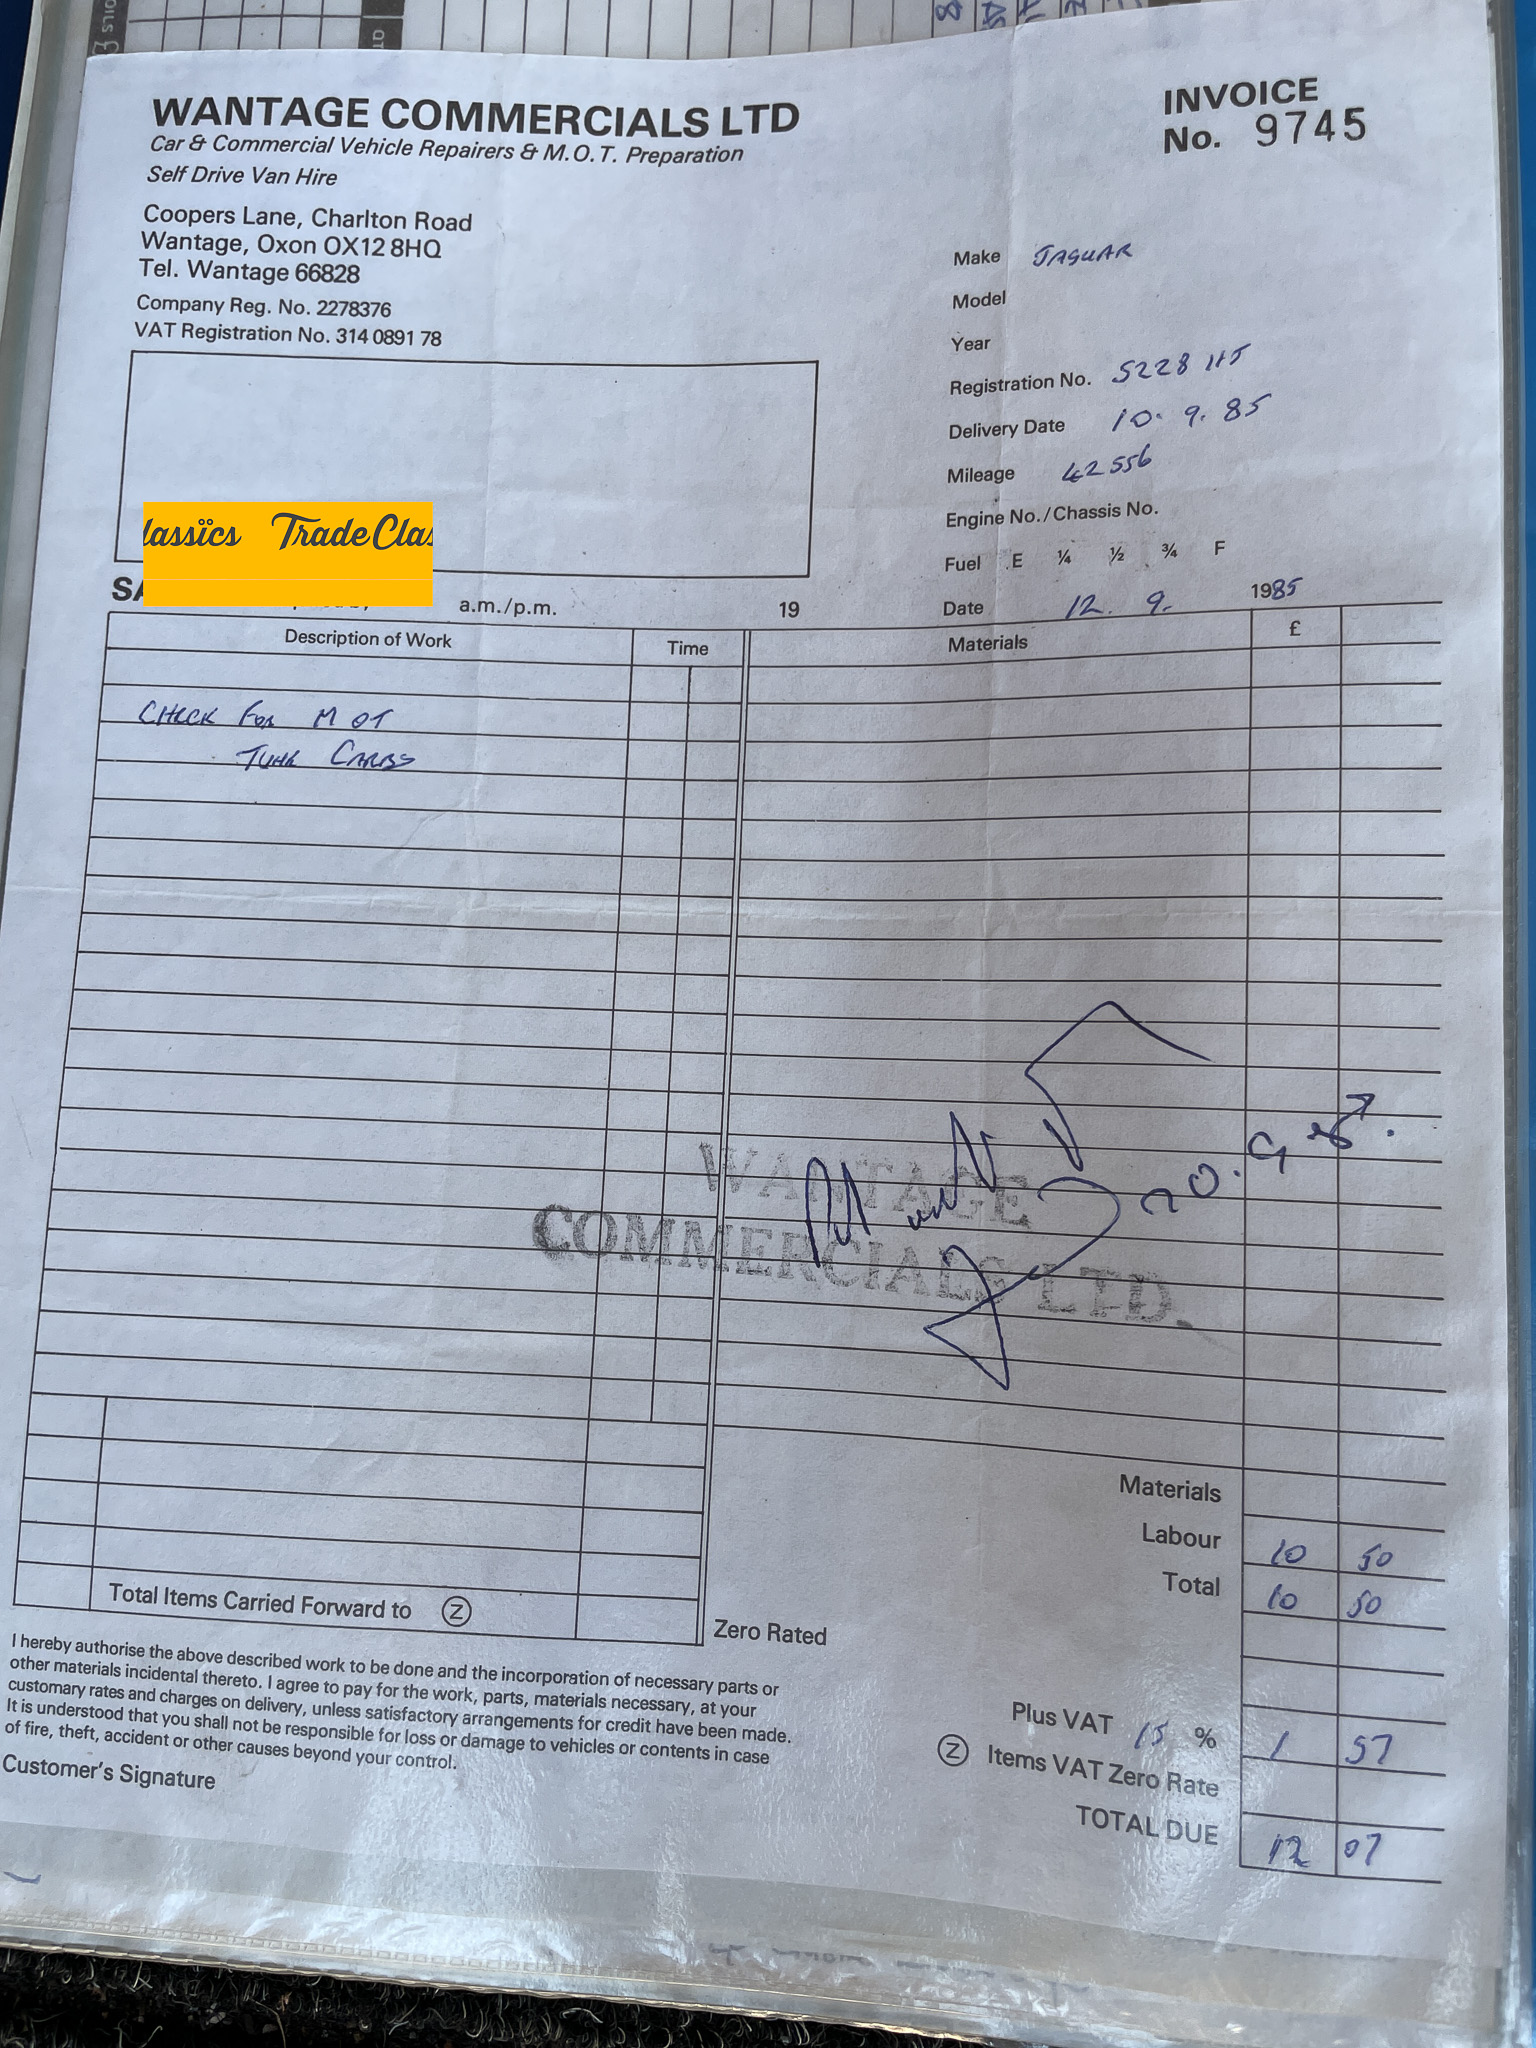 WANTAGE COMMERCIALS LTD
Car & Commercial Vehicle Repairers & M.O.T. Preparation
Self Drive Van Hire
Coopers Lane, Charlton Road
Wantage, Oxon OX12 8HQ
Tel. Wantage 66828
Company Reg. No. 2278376
VAT Registration No. 314 0891 78
INVOICE
No. 9745
Make JAGUAR
Model
Year
Registration No. 5228 HJ
Delivery Date 10. 9. 85
Mileage 42556
Engine No./Chassis No.
Fuel E ¼ ½ ¾ F
Date 12. 9. 1985
lassics TradeClas
a.m./p.m. 19
Description of Work Time Materials £
CHECK FOR M OT
TUNE CARBS
20. 9. 85.
WANTAGE
COMMERCIALS LTD.
Materials
Labour 10 50
Total 10 50
Total Items Carried Forward to Z
Zero Rated
Plus VAT 15 % 1 57
Z Items VAT Zero Rate
TOTAL DUE 12 07
I hereby authorise the above described work to be done and the incorporation of necessary parts or
other materials incidental thereto. I agree to pay for the work, parts, materials necessary, at your
customary rates and charges on delivery, unless satisfactory arrangements for credit have been made.
It is understood that you shall not be responsible for loss or damage to vehicles or contents in case
of fire, theft, accident or other causes beyond your control.
Customer's Signature